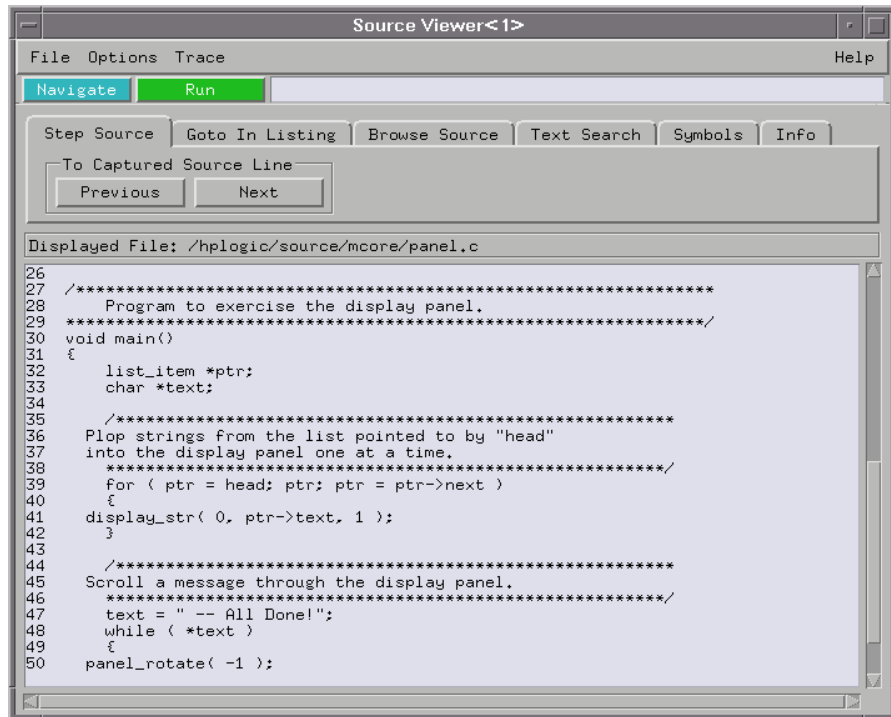 Source Viewer<1>
File Options Trace Help
Navigate Run
Step Source Goto In Listing Browse Source Text Search Symbols Info
To Captured Source Line
Previous Next
Displayed File: /hplogic/source/mcore/panel.c
26
27 /****************************************************************
28 Program to exercise the display panel.
29 ****************************************************************/
30 void main()
31 {
32 list_item *ptr;
33 char *text;
34
35 /********************************************************
36 Plop strings from the list pointed to by "head"
37 into the display panel one at a time.
38 ********************************************************/
39 for ( ptr = head; ptr; ptr = ptr->next )
40 {
41 display_str( 0, ptr->text, 1 );
42 }
43
44 /********************************************************
45 Scroll a message through the display panel.
46 ********************************************************/
47 text = " -- All Done!";
48 while ( *text )
49 {
50 panel_rotate( -1 );